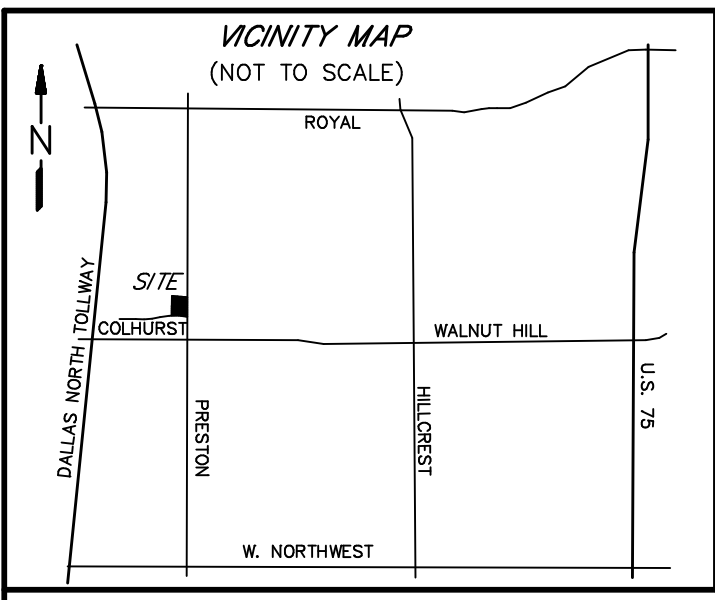 VICINITY MAP
(NOT TO SCALE)
N
ROYAL
SITE
COLHURST
WALNUT HILL
DALLAS NORTH TOLLWAY
PRESTON
HILLCREST
U.S. 75
W. NORTHWEST